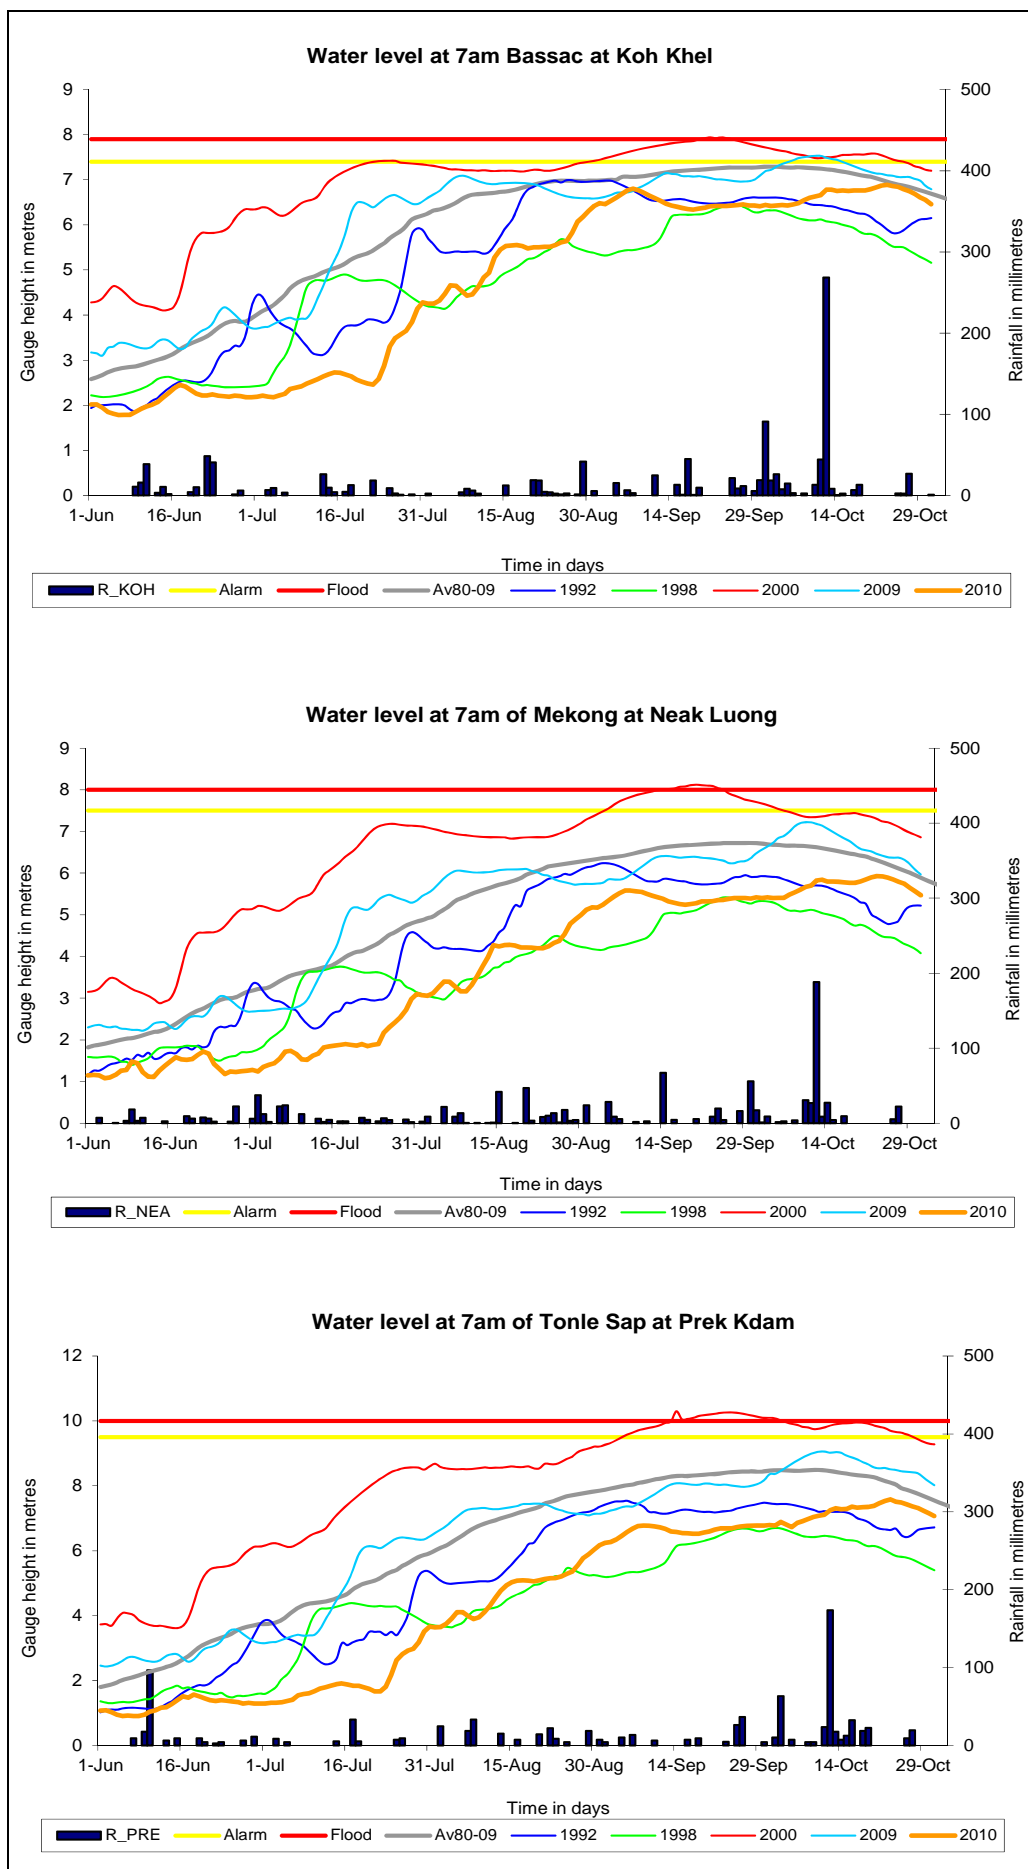 Water level at 7am Bassac at Koh Khel
9 500
8
7 400
6
5 300
4
3 200
2
1 100
0 0
Gauge height in metres
Rainfall in millimetres
1-Jun 16-Jun 1-Jul 16-Jul 31-Jul 15-Aug 30-Aug 14-Sep 29-Sep 14-Oct 29-Oct
Time in days
R_KOH Alarm Flood Av80-09 1992 1998 2000 2009 2010
Water level at 7am of Mekong at Neak Luong
9 500
8
7 400
6
5 300
4
3 200
2
1 100
0 0
Gauge height in metres
Rainfall in millimetres
1-Jun 16-Jun 1-Jul 16-Jul 31-Jul 15-Aug 30-Aug 14-Sep 29-Sep 14-Oct 29-Oct
Time in days
R_NEA Alarm Flood Av80-09 1992 1998 2000 2009 2010
Water level at 7am of Tonle Sap at Prek Kdam
12 500
10 400
8
300
6
200
4
2 100
0 0
Gauge height in metres
Rainfall in millimetres
1-Jun 16-Jun 1-Jul 16-Jul 31-Jul 15-Aug 30-Aug 14-Sep 29-Sep 14-Oct 29-Oct
Time in days
R_PRE Alarm Flood Av80-09 1992 1998 2000 2009 2010